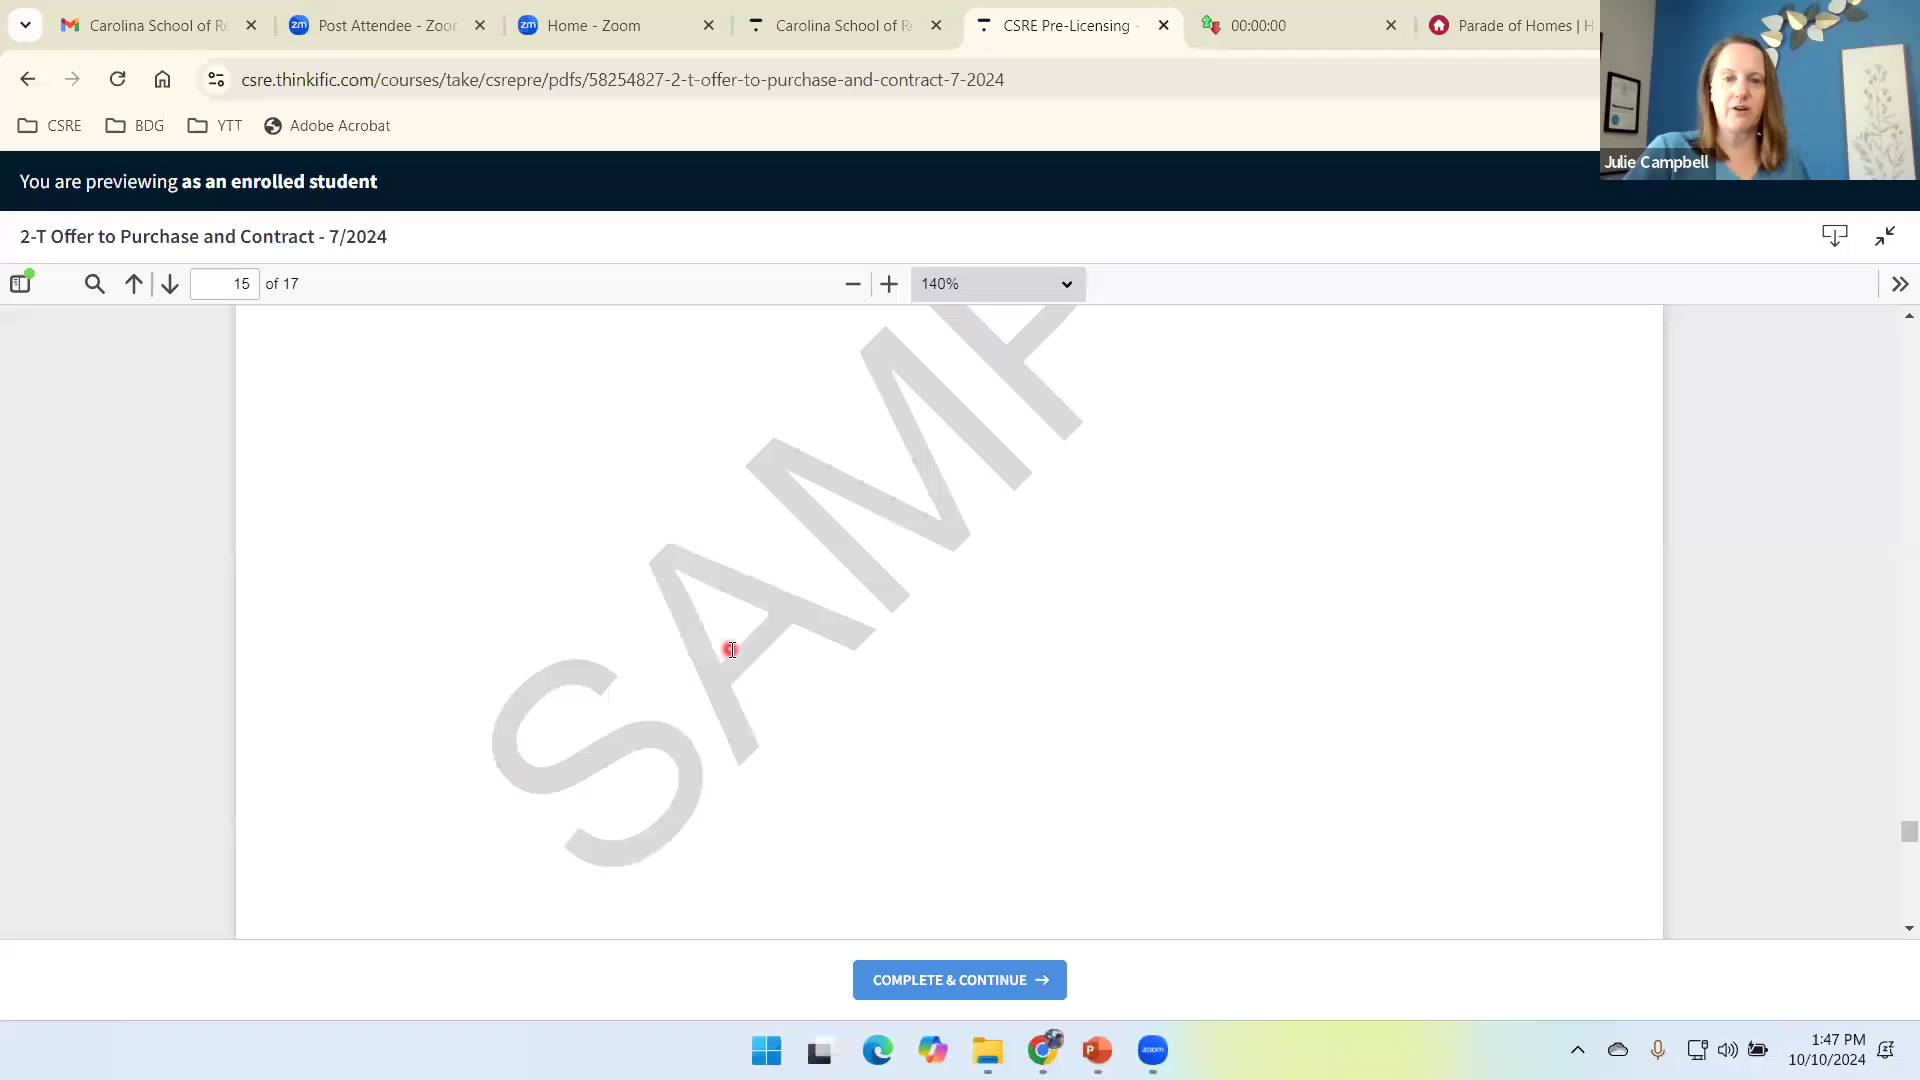 Carolina School of Re
Post Attendee - Zoor
Home - Zoom
Carolina School of Re
CSRE Pre-Licensing -
00:00:00
Parade of Homes | H
csre.thinkific.com/courses/take/csrepre/pdfs/58254827-2-t-offer-to-purchase-and-contract-7-2024
CSRE
BDG
YTT
Adobe Acrobat
Julie Campbell
You are previewing as an enrolled student
2-T Offer to Purchase and Contract - 7/2024
15 of 17
140%
SAMP
COMPLETE & CONTINUE →
zoom
1:47 PM
10/10/2024